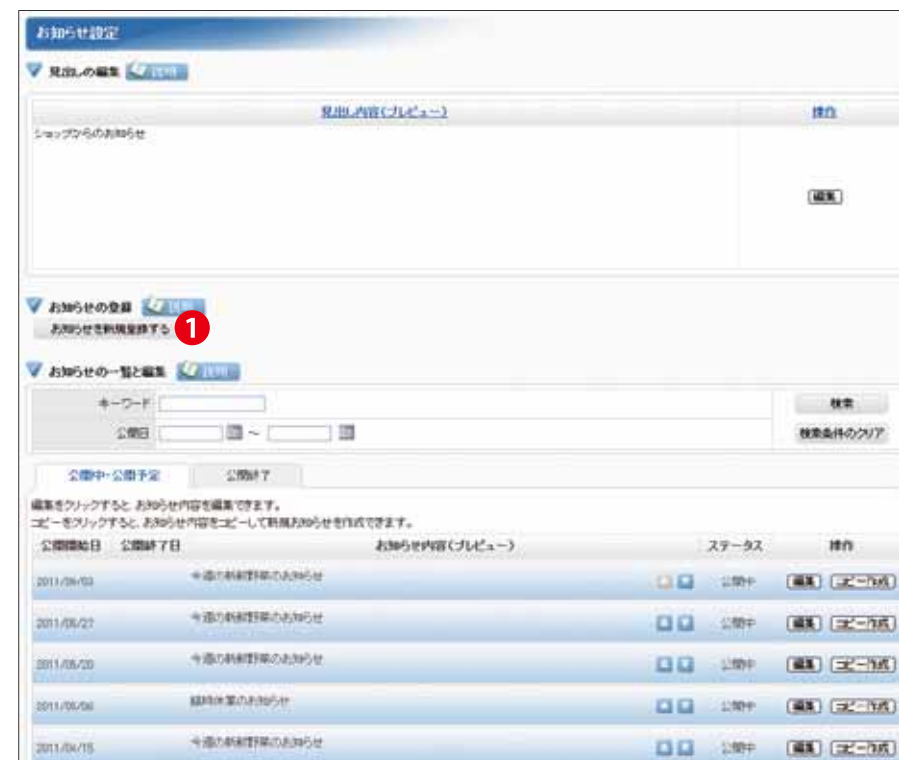 お知らせ設定
見出しの編集 説明
見出し内容(プレビュー) 操作
ショップからのお知らせ
編集
お知らせの登録 説明
お知らせを新規登録する 1
お知らせの一覧と編集 説明
キーワード 検索
公開日 ~ 検索条件のクリア
公開中・公開予定 公開終了
編集をクリックすると、お知らせ内容を編集できます。
コピーをクリックすると、お知らせ内容をコピーして新規お知らせを作成できます。
公開開始日 公開終了日 お知らせ内容(プレビュー) ステータス 操作
2011/06/03 今週の新鮮野菜のお知らせ 公開中 編集 コピー作成
2011/05/27 今週の新鮮野菜のお知らせ 公開中 編集 コピー作成
2011/05/20 今週の新鮮野菜のお知らせ 公開中 編集 コピー作成
臨時休業のお知らせ 公開中 編集 コピー作成
2011/04/15 今週の新鮮野菜のお知らせ 公開中 編集 コピー作成